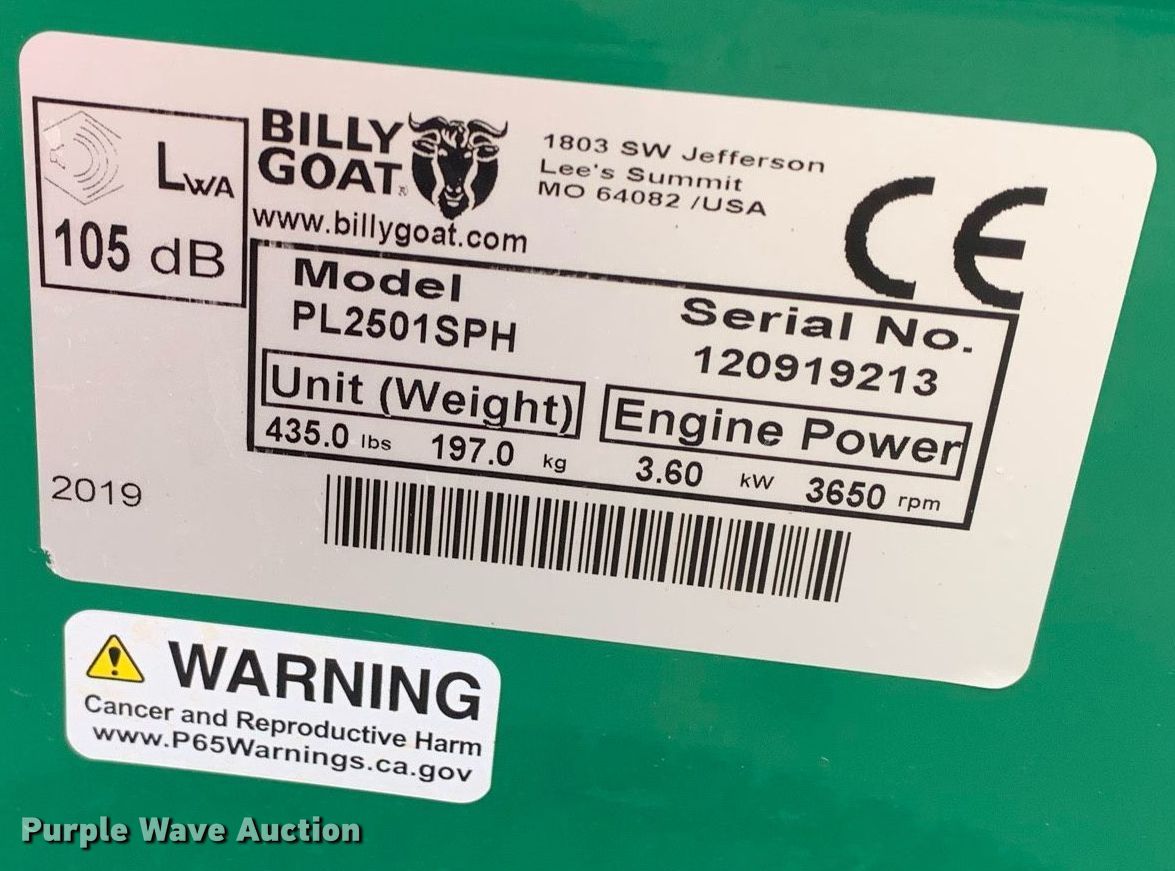 LWA
105 dB
BILLY
GOAT®
www.billygoat.com
1803 SW Jefferson
Lee's Summit
MO 64082 /USA
CE
Model
PL2501SPH
Serial No.
120919213
Unit (Weight)
435.0 lbs 197.0 kg
Engine Power
3.60 kW 3650 rpm
2019
WARNING
Cancer and Reproductive Harm
www.P65Warnings.ca.gov
Purple Wave Auction